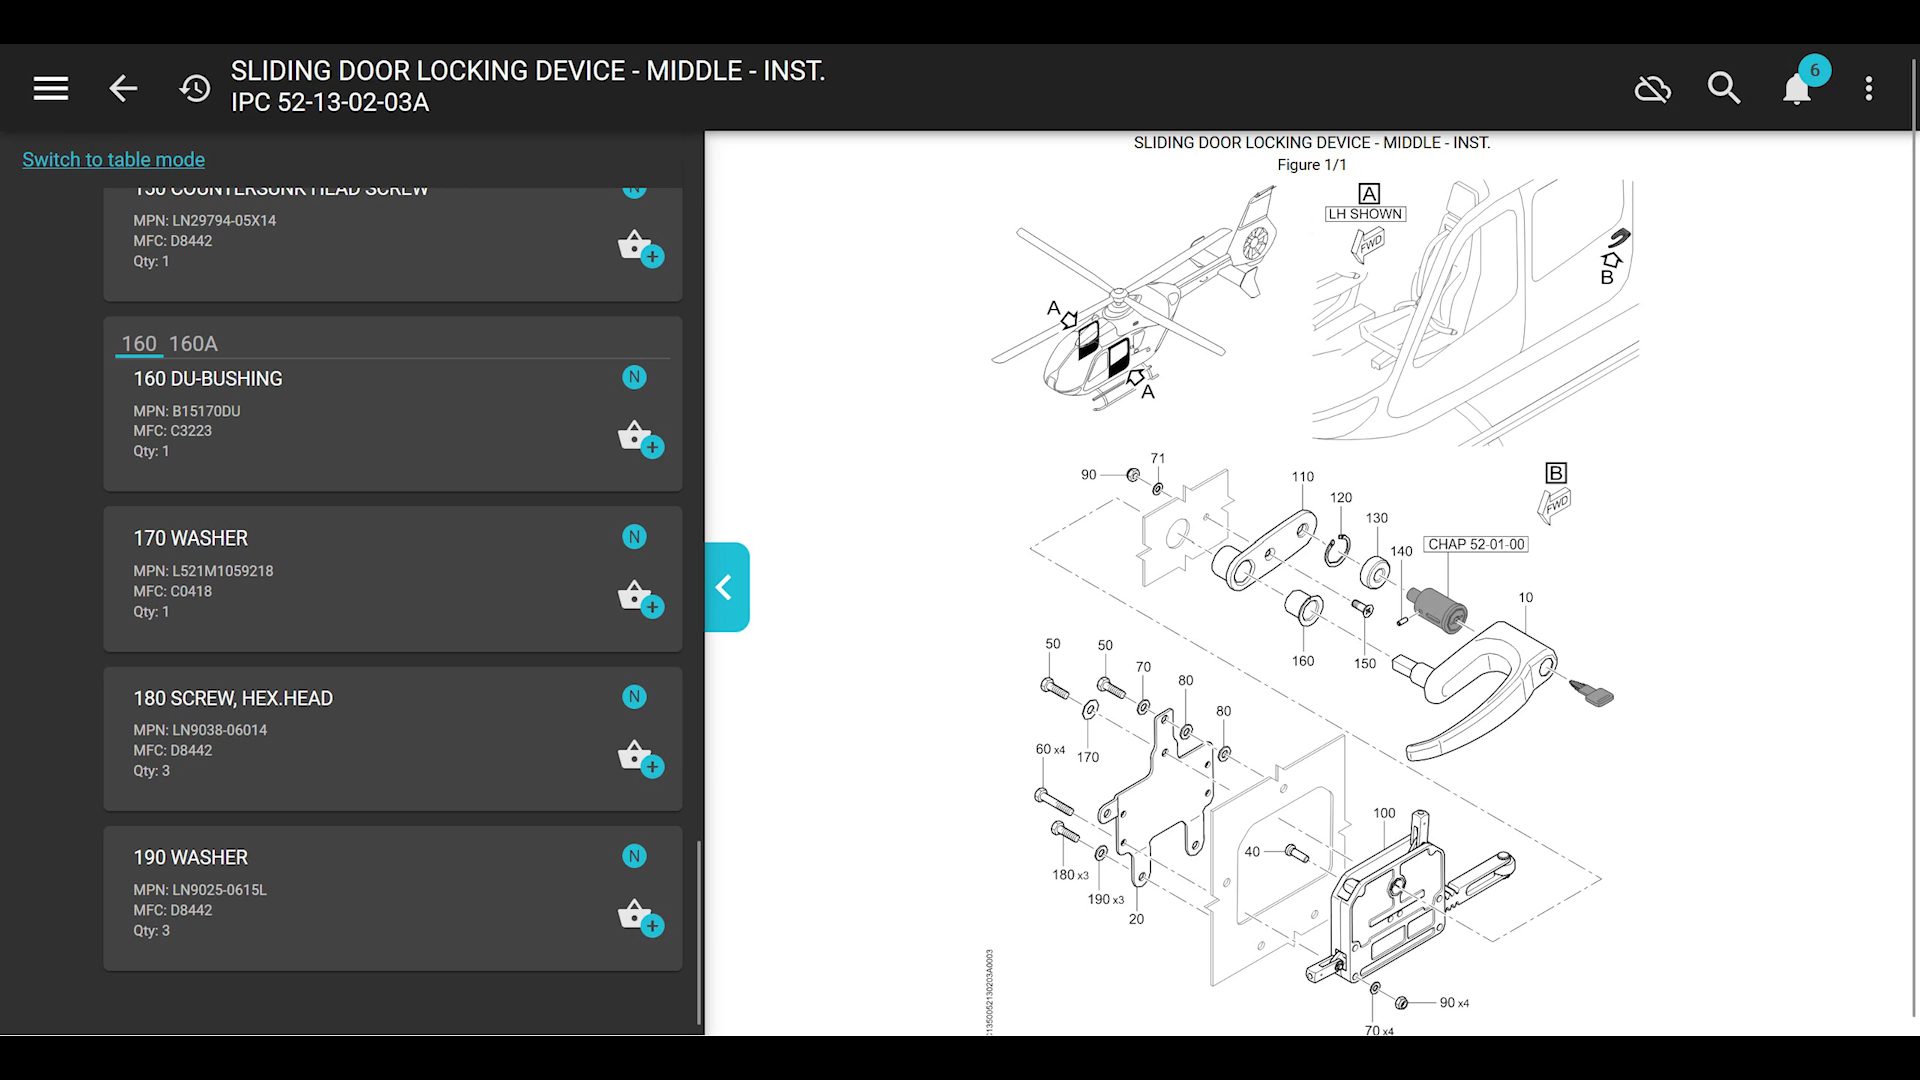 SLIDING DOOR LOCKING DEVICE - MIDDLE - INST.
IPC 52-13-02-03A
6
Switch to table mode
150 COUNTERSUNK HEAD SCREW
N
MPN: LN29794-05X14
MFC: D8442
Qty: 1
160 160A
160 DU-BUSHING
N
MPN: B15170DU
MFC: C3223
Qty: 1
170 WASHER
N
MPN: L521M1059218
MFC: C0418
Qty: 1
180 SCREW, HEX.HEAD
N
MPN: LN9038-06014
MFC: D8442
Qty: 3
190 WASHER
N
MPN: LN9025-0615L
MFC: D8442
Qty: 3
SLIDING DOOR LOCKING DEVICE - MIDDLE - INST.
Figure 1/1
A
LH SHOWN
FWD
B
A
A
B
FWD
90
71
110
120
130
140
CHAP 52-01-00
10
160
150
50
50
70
80
80
170
60 x4
180 x3
190 x3
20
40
100
90 x4
70 x4